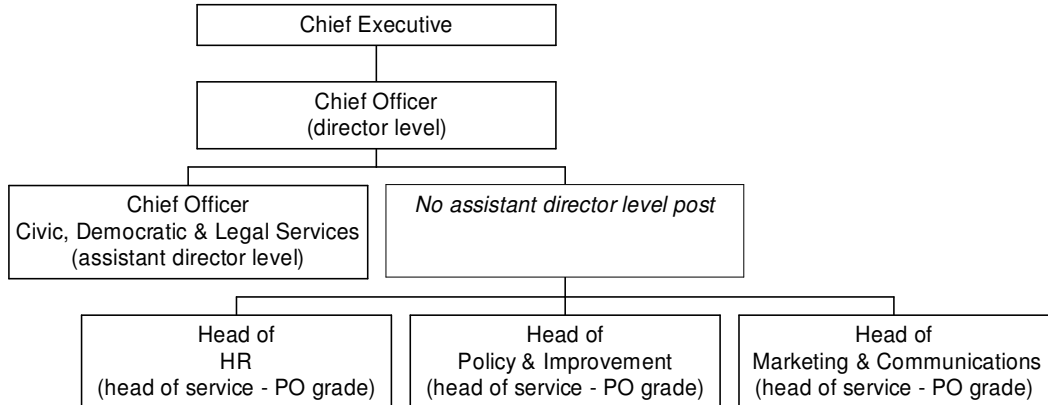 Chief Executive
Chief Officer
(director level)
Chief Officer
Civic, Democratic & Legal Services
(assistant director level)
No assistant director level post
Head of
HR
(head of service - PO grade)
Head of
Policy & Improvement
(head of service - PO grade)
Head of
Marketing & Communications
(head of service - PO grade)